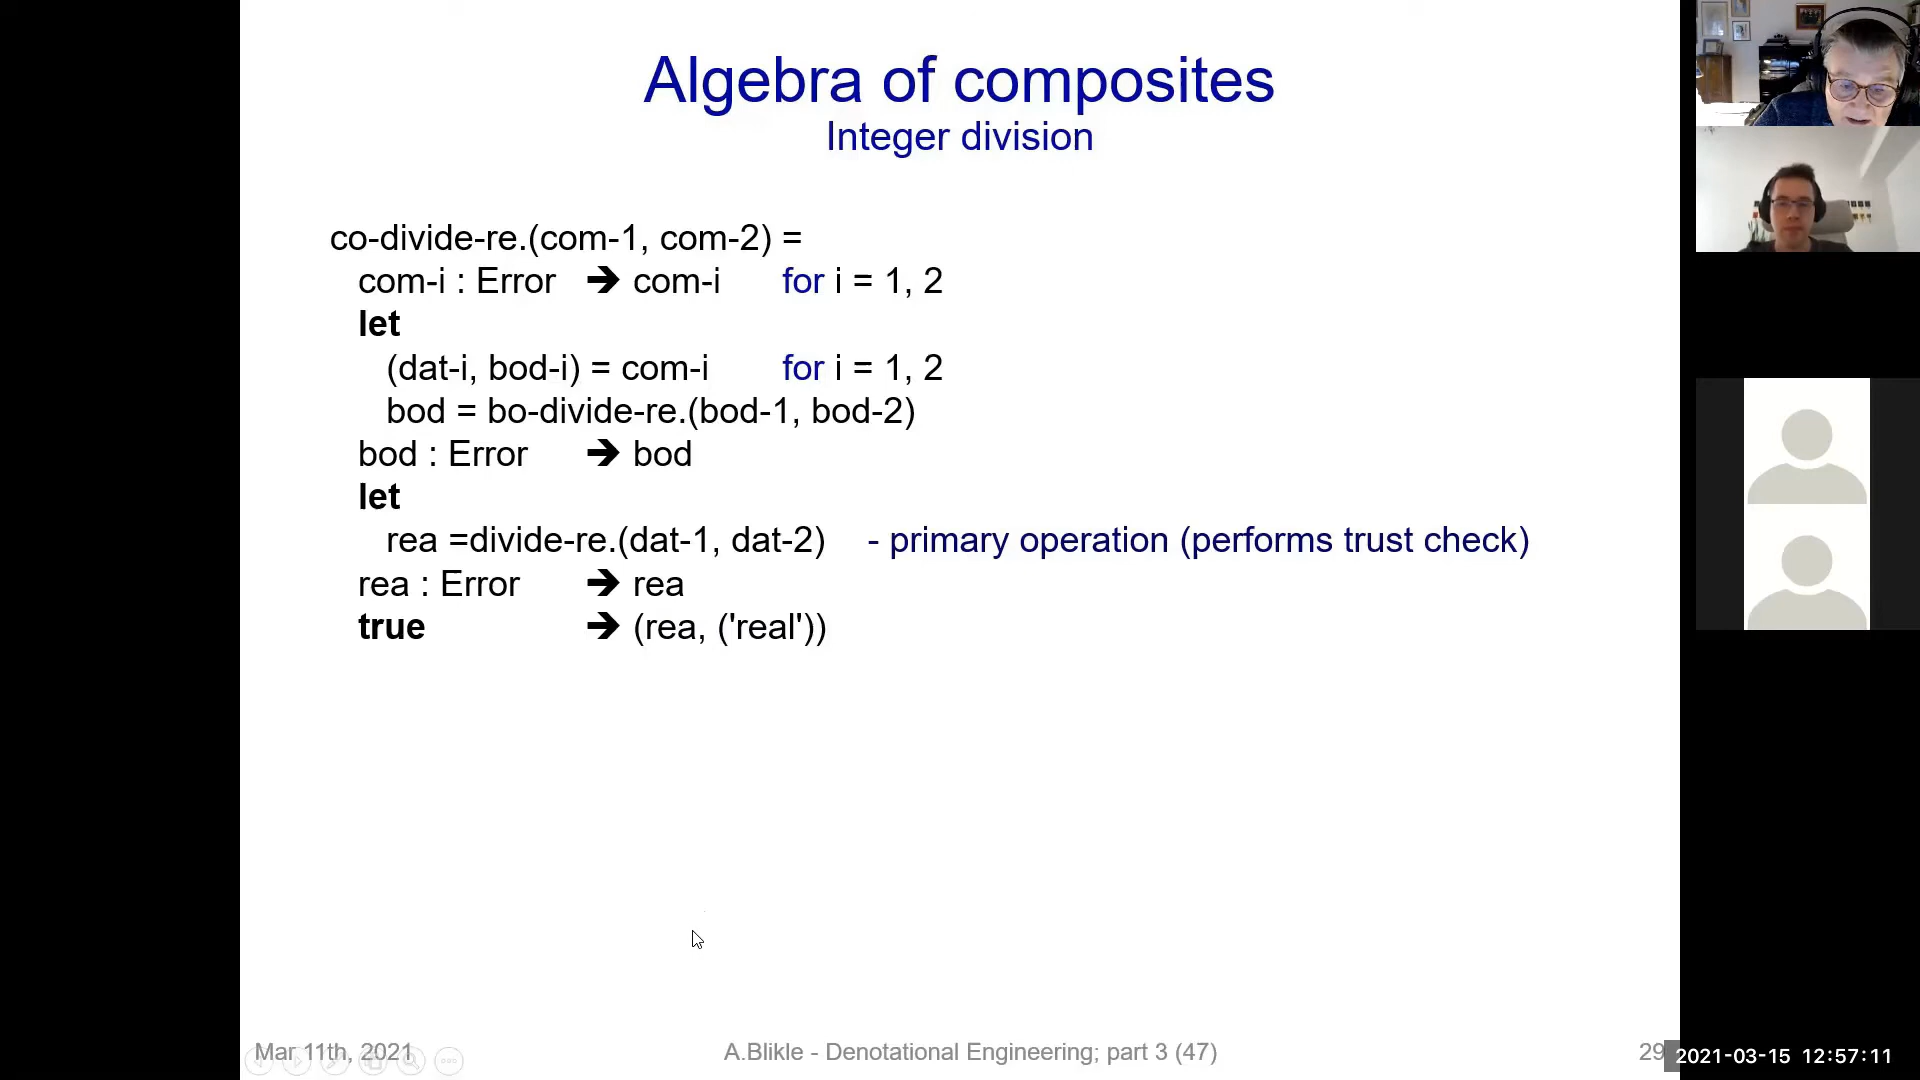 Algebra of composites
Integer division
co-divide-re.(com-1, com-2) =
com-i : Error ➔ com-i for i = 1, 2
let
(dat-i, bod-i) = com-i for i = 1, 2
bod = bo-divide-re.(bod-1, bod-2)
bod : Error ➔ bod
let
rea =divide-re.(dat-1, dat-2) - primary operation (performs trust check)
rea : Error ➔ rea
true ➔ (rea, ('real'))
Mar 11th, 2021 A.Blikle - Denotational Engineering; part 3 (47) 29
2021-03-15 12:57:11